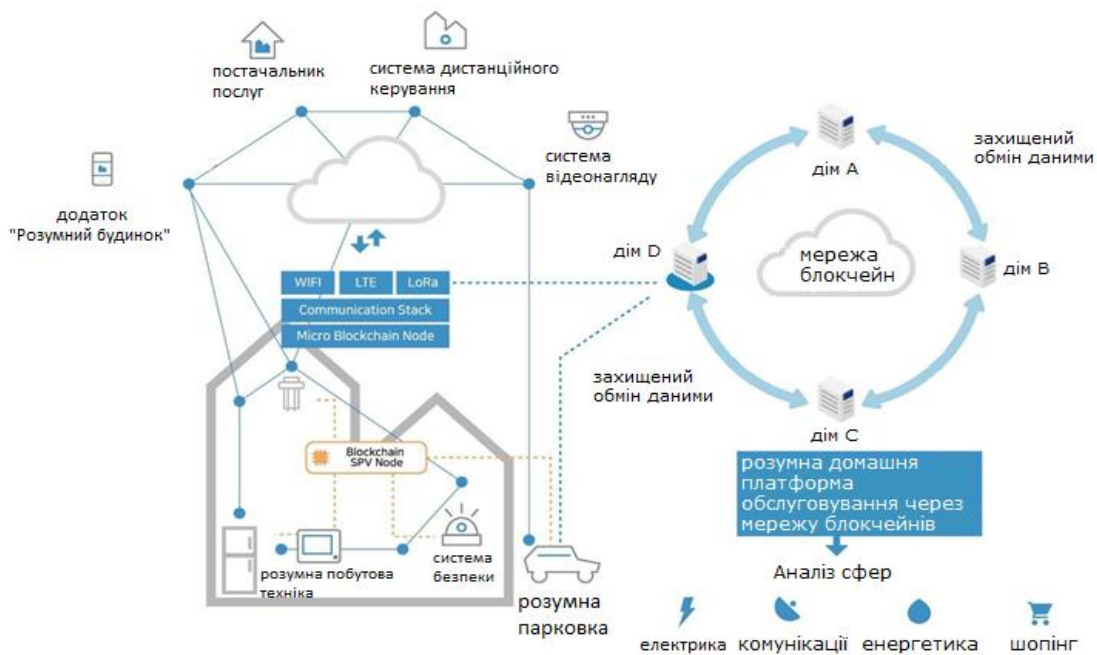 постачальник
послуг
система дистанційного
керування
система
відеонагляду
додаток
"Розумний будинок"
WIFI
LTE
LoRa
Communication Stack
Micro Blockchain Node
Blockchain
SPV Node
розумна побутова
техніка
система
безпеки
розумна
парковка
дім A
захищений
обмін даними
дім D
мережа
блокчейн
дім B
захищений
обмін даними
дім C
розумна домашня
платформа
обслуговування через
мережу блокчейнів
Аналіз сфер
електрика
комунікації
енергетика
шопінг